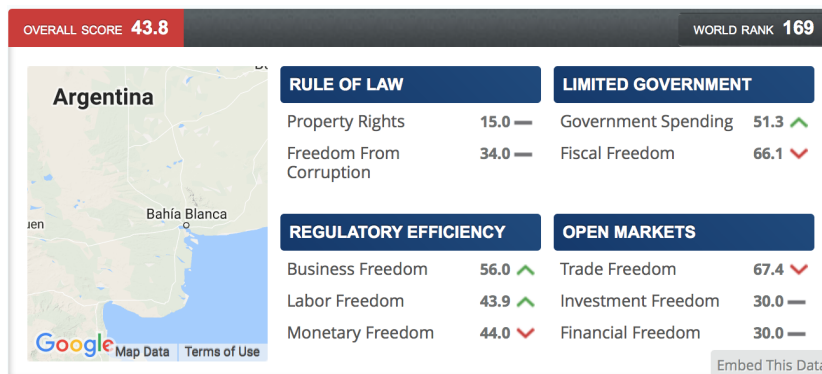 OVERALL SCORE 43.8
WORLD RANK 169
Argentina
Bahía Blanca
uen
Google
Map Data
Terms of Use
RULE OF LAW
Property Rights 15.0
Freedom From
Corruption 34.0
LIMITED GOVERNMENT
Government Spending 51.3
Fiscal Freedom 66.1
REGULATORY EFFICIENCY
Business Freedom 56.0
Labor Freedom 43.9
Monetary Freedom 44.0
OPEN MARKETS
Trade Freedom 67.4
Investment Freedom 30.0
Financial Freedom 30.0
Embed This Data